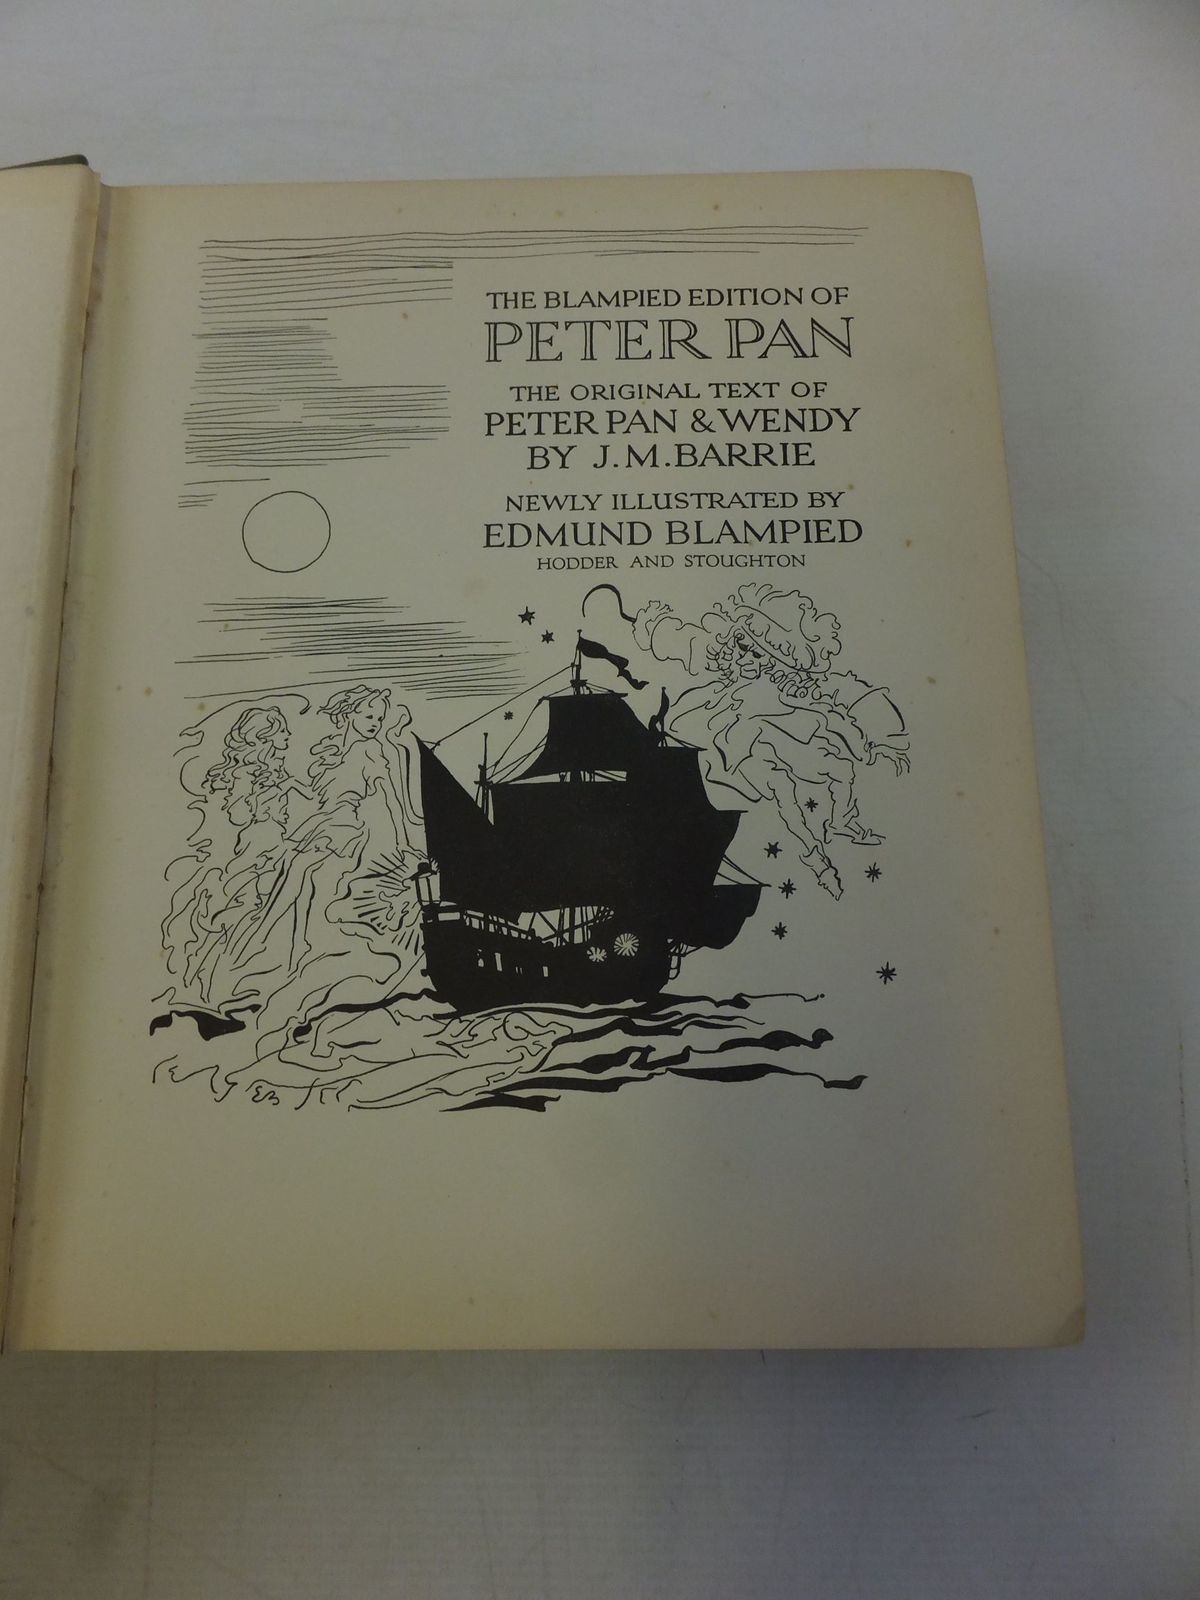 THE BLAMPIED EDITION OF
PETER PAN
THE ORIGINAL TEXT OF
PETER PAN & WENDY
BY J.M. BARRIE
NEWLY ILLUSTRATED BY
EDMUND BLAMPIED
HODDER AND STOUGHTON
EB